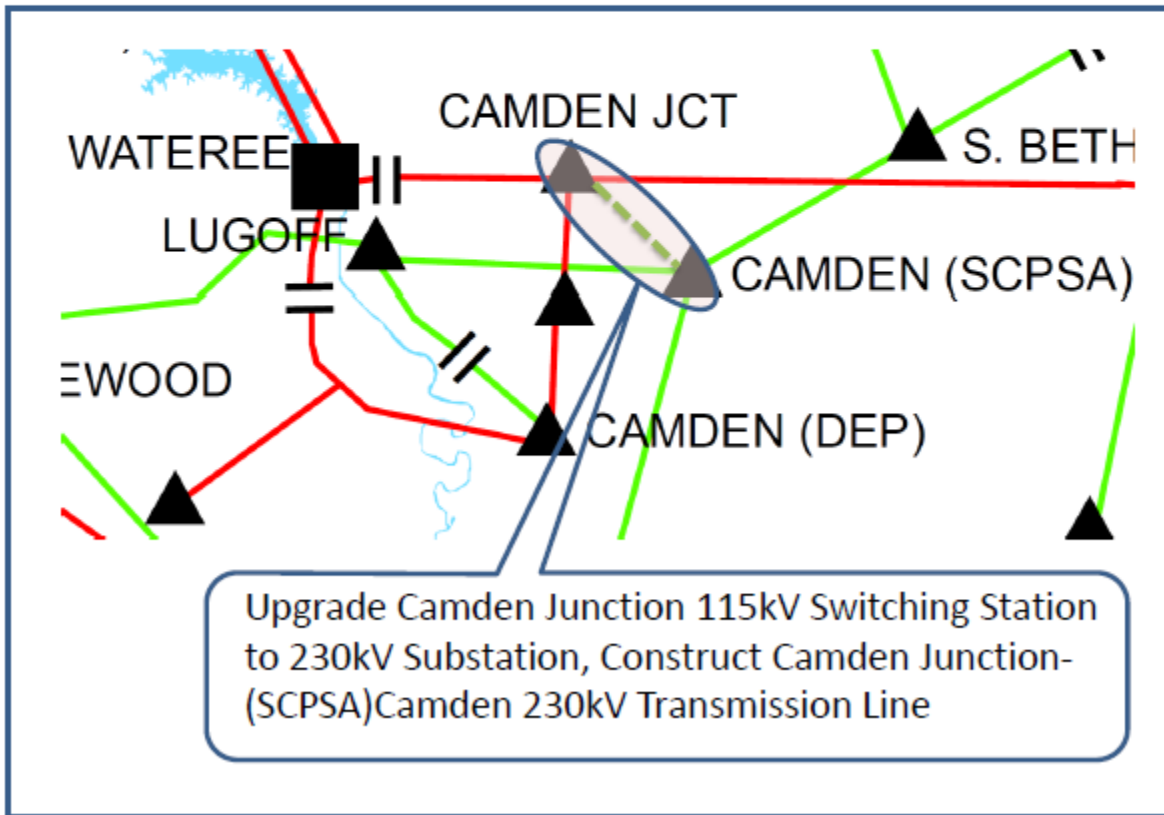 CAMDEN JCT
WATEREE
S. BETH
LUGOFF
CAMDEN (SCPSA)
EWOOD
CAMDEN (DEP)
Upgrade Camden Junction 115kV Switching Station
to 230kV Substation, Construct Camden Junction-
(SCPSA)Camden 230kV Transmission Line